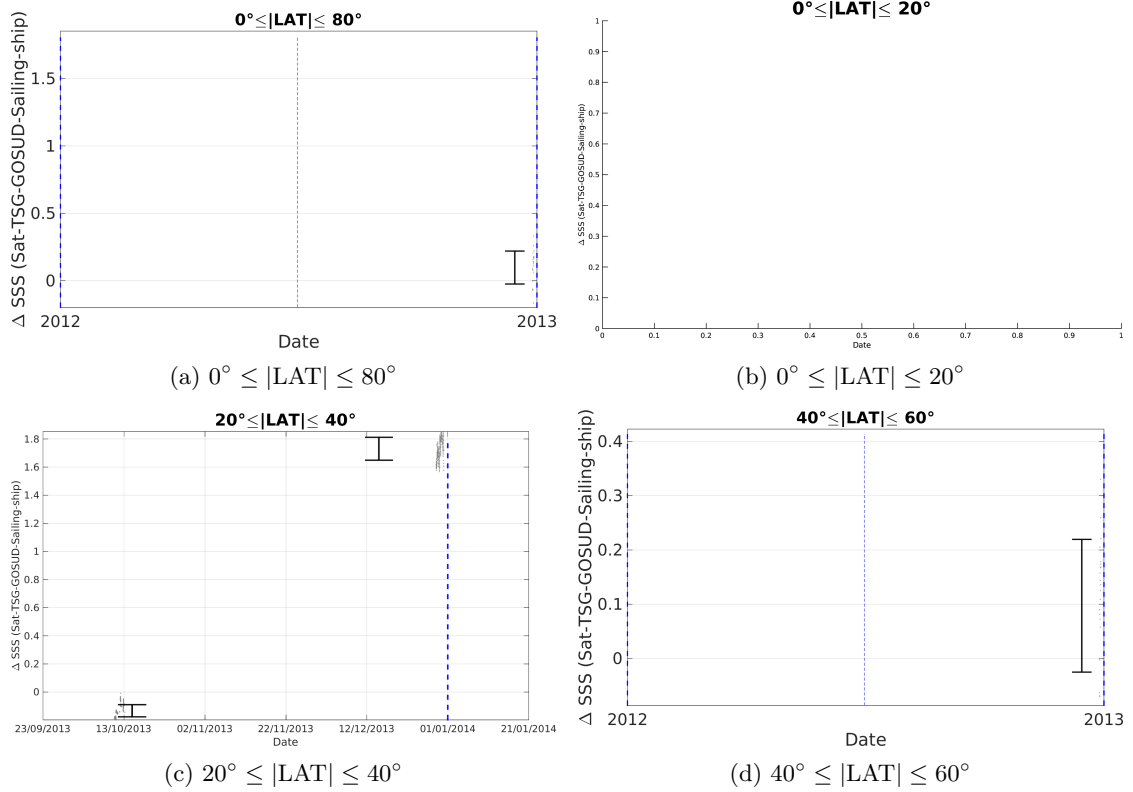 0°≤|LAT|≤ 80°
Δ SSS (Sat-TSG-GOSUD-Sailing-ship)
1.5
1
0.5
0
2012
2013
Date
(a) 0° ≤ |LAT| ≤ 80°
0°≤|LAT|≤ 20°
Δ SSS (Sat-TSG-GOSUD-Sailing-ship)
1
0.9
0.8
0.7
0.6
0.5
0.4
0.3
0.2
0.1
0
0 0.1 0.2 0.3 0.4 0.5 0.6 0.7 0.8 0.9 1
Date
(b) 0° ≤ |LAT| ≤ 20°
20°≤|LAT|≤ 40°
Δ SSS (Sat-TSG-GOSUD-Sailing-ship)
1.8
1.6
1.4
1.2
1
0.8
0.6
0.4
0.2
0
23/09/2013 13/10/2013 02/11/2013 22/11/2013 12/12/2013 01/01/2014 21/01/2014
Date
(c) 20° ≤ |LAT| ≤ 40°
40°≤|LAT|≤ 60°
Δ SSS (Sat-TSG-GOSUD-Sailing-ship)
0.4
0.3
0.2
0.1
0
2012 2013
Date
(d) 40° ≤ |LAT| ≤ 60°